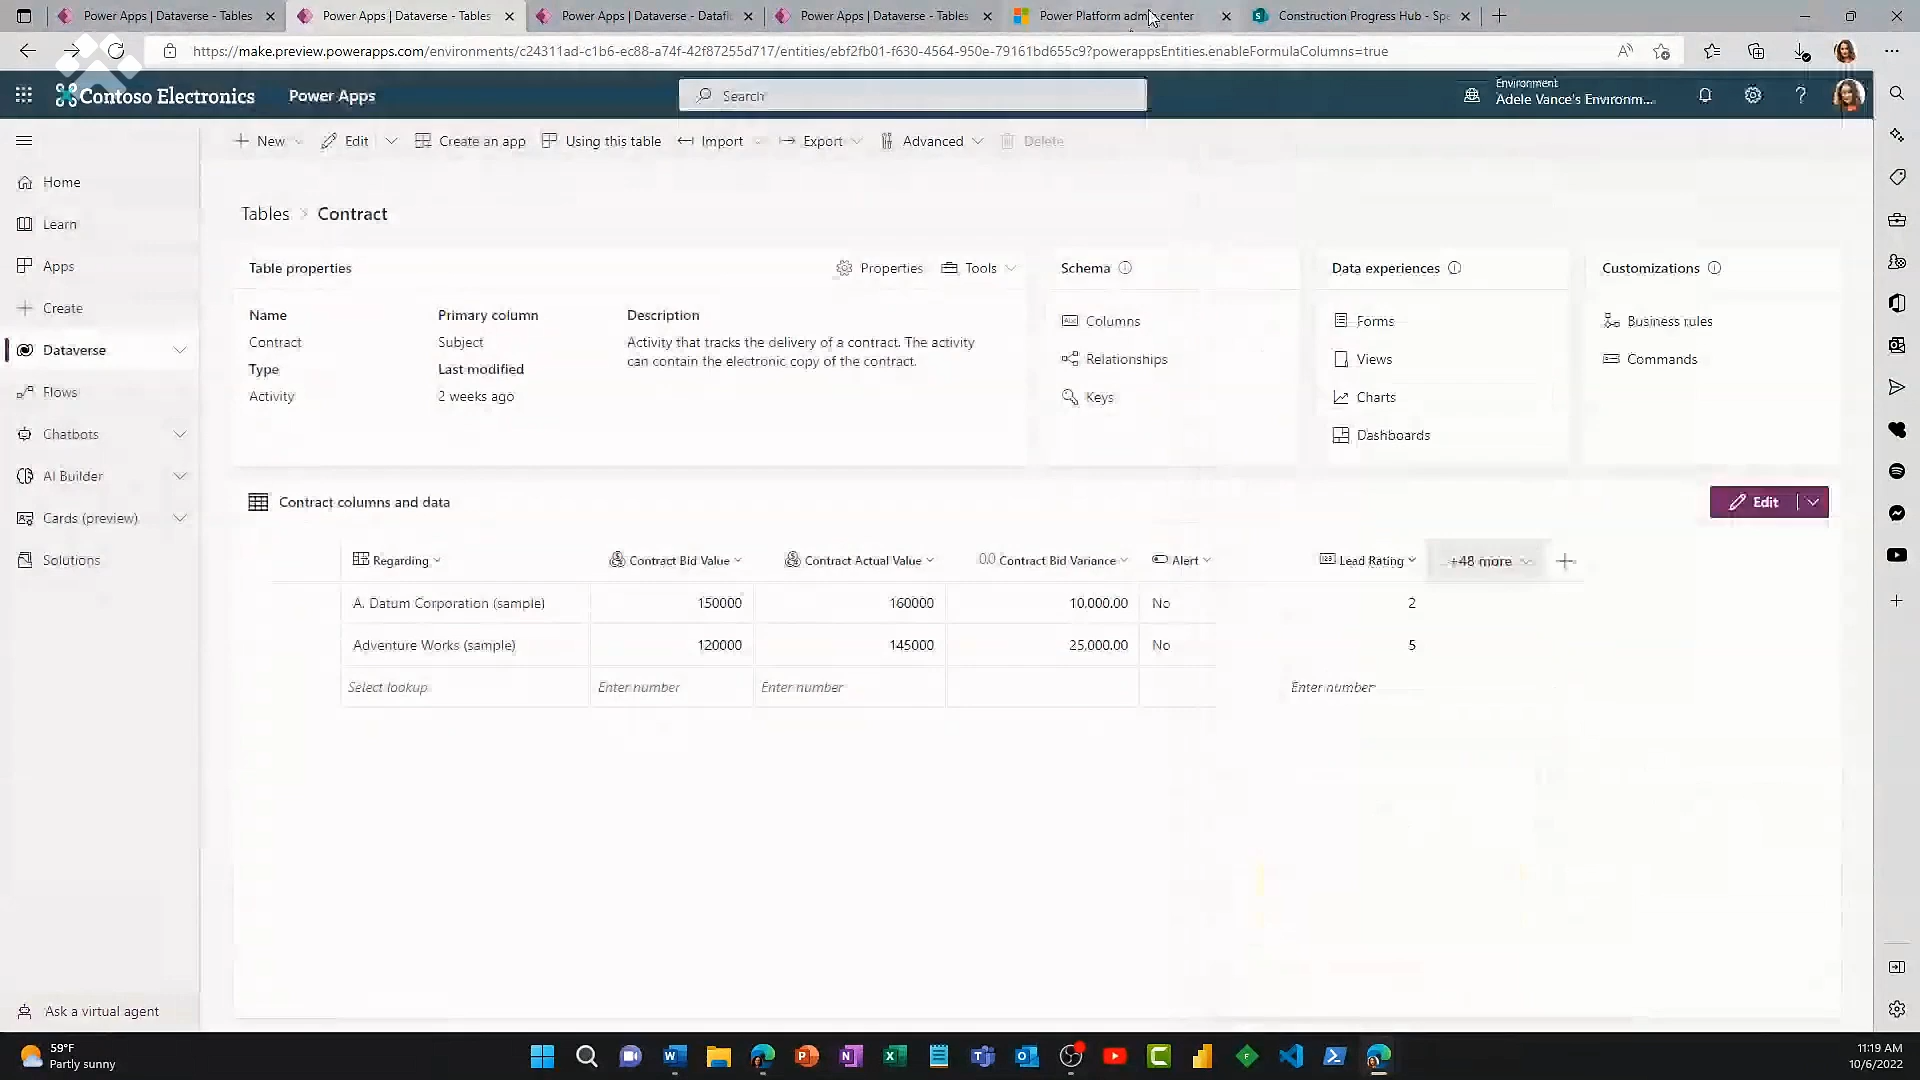 Power Apps | Dataverse - Tables
Power Apps | Dataverse - Tables
Power Apps | Dataverse - Datafl
Power Apps | Dataverse - Tables
Power Platform admin center
Construction Progress Hub - Spe
https://make.preview.powerapps.com/environments/c24311ad-c1b6-ec88-a74f-42f87255d717/entities/ebf2fb01-f630-4564-950e-79161bd655c9?powerappsEntities.enableFormulaColumns=true
Contoso Electronics
Power Apps
Search
Environment
Adele Vance's Environm...
New
Edit
Create an app
Using this table
Import
Export
Advanced
Delete
Home
Learn
Apps
Create
Dataverse
Flows
Chatbots
AI Builder
Cards (preview)
Solutions
Ask a virtual agent
Tables > Contract
Table properties
Properties
Tools
Name
Primary column
Description
Contract
Subject
Activity that tracks the delivery of a contract. The activity
can contain the electronic copy of the contract.
Type
Last modified
Activity
2 weeks ago
Schema
Columns
Relationships
Keys
Data experiences
Forms
Views
Charts
Dashboards
Customizations
Business rules
Commands
Contract columns and data
Edit
Regarding
Contract Bid Value
Contract Actual Value
Contract Bid Variance
Alert
Lead Rating
+48 more
A. Datum Corporation (sample) 150000 160000 10,000.00 No 2
Adventure Works (sample) 120000 145000 25,000.00 No 5
Select lookup Enter number Enter number Enter number
59°F
Partly sunny
11:19 AM
10/6/2022